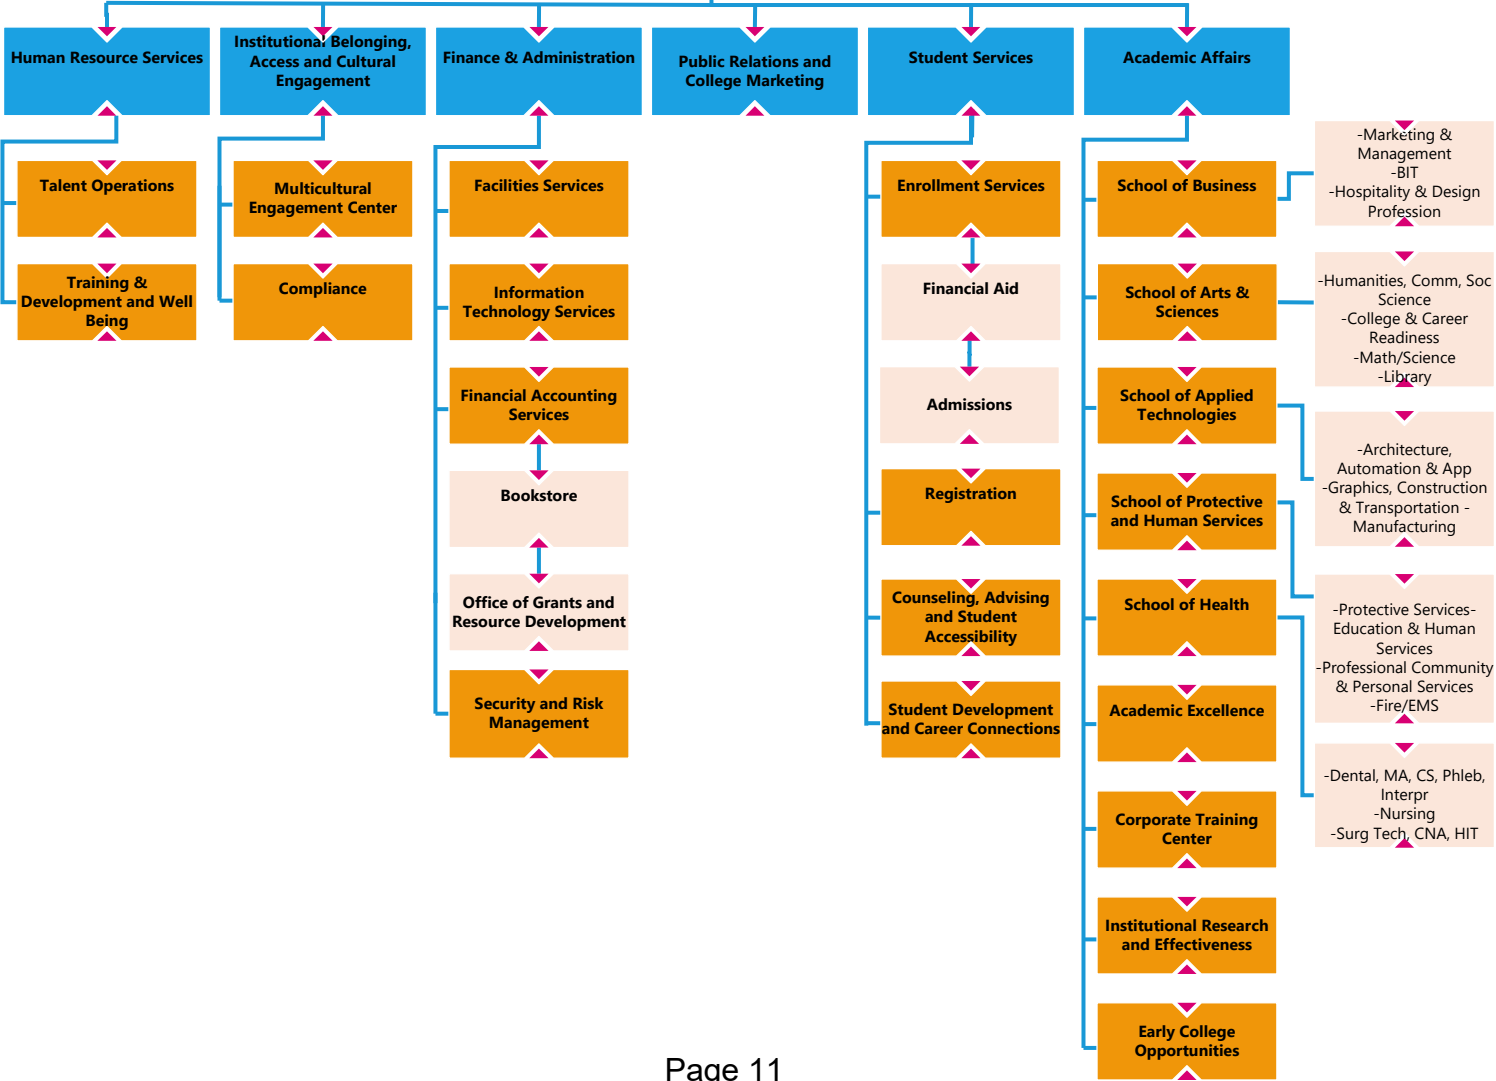 Human Resource Services
Institutional Belonging,
Access and Cultural
Engagement
Finance & Administration
Public Relations and
College Marketing
Student Services
Academic Affairs
Talent Operations
Training &
Development and Well
Being
Multicultural
Engagement Center
Compliance
Facilities Services
Information
Technology Services
Financial Accounting
Services
Bookstore
Office of Grants and
Resource Development
Security and Risk
Management
Enrollment Services
Financial Aid
Admissions
Registration
Counseling, Advising
and Student
Accessibility
Student Development
and Career Connections
School of Business
School of Arts &
Sciences
School of Applied
Technologies
School of Protective
and Human Services
School of Health
Academic Excellence
Corporate Training
Center
Institutional Research
and Effectiveness
Early College
Opportunities
-Marketing &
Management
-BIT
-Hospitality & Design
Profession
-Humanities, Comm, Soc
Science
-College & Career
Readiness
-Math/Science
-Library
-Architecture,
Automation & App
-Graphics, Construction
& Transportation -
Manufacturing
-Protective Services-
Education & Human
Services
-Professional Community
& Personal Services
-Fire/EMS
-Dental, MA, CS, Phleb,
Interpr
-Nursing
-Surg Tech, CNA, HIT
Page 11